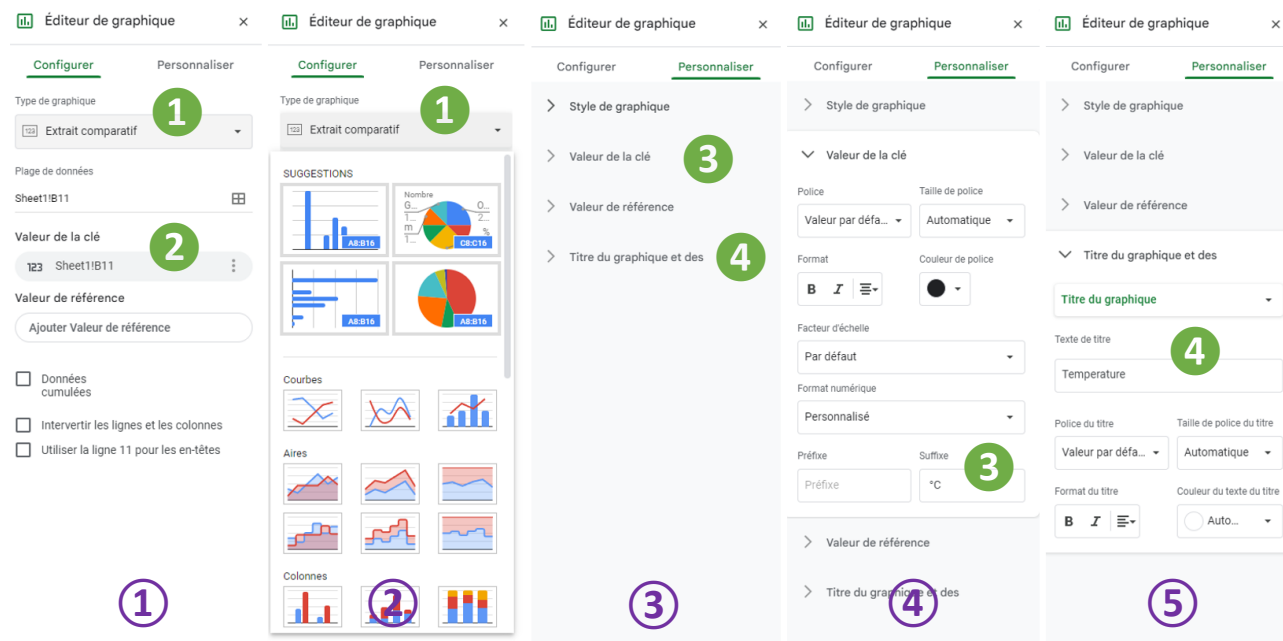 Éditeur de graphique ×
Configurer Personnaliser
Type de graphique
1
123 Extrait comparatif
Plage de données
Sheet1!B11
Valeur de la clé
2
123 Sheet1!B11
Valeur de référence
Ajouter Valeur de référence
Données
cumulées
Intervertir les lignes et les colonnes
Utiliser la ligne 11 pour les en-têtes
1
Éditeur de graphique ×
Configurer Personnaliser
Type de graphique
1
123 Extrait comparatif
SUGGESTIONS
A8:B16
Nombre
G...
O...
1...
2...
m
%
1...
C8:C16
A8:B16
A8:B16
Courbes
Aires
Colonnes
2
Éditeur de graphique ×
Configurer Personnaliser
Style de graphique
Valeur de la clé
3
Valeur de référence
Titre du graphique et des
4
3
Éditeur de graphique ×
Configurer Personnaliser
Style de graphique
Valeur de la clé
Police Taille de police
Valeur par défa... Automatique
Format Couleur de police
B I
Facteur d'échelle
Par défaut
Format numérique
Personnalisé
Préfixe Suffixe
3
Préfixe °C
Valeur de référence
Titre du graphique et des
4
Éditeur de graphique ×
Configurer Personnaliser
Style de graphique
Valeur de la clé
Valeur de référence
Titre du graphique et des
Titre du graphique
Texte de titre
4
Temperature
Police du titre Taille de police du titre
Valeur par défa... Automatique
Format du titre Couleur du texte du titre
B I Auto...
5